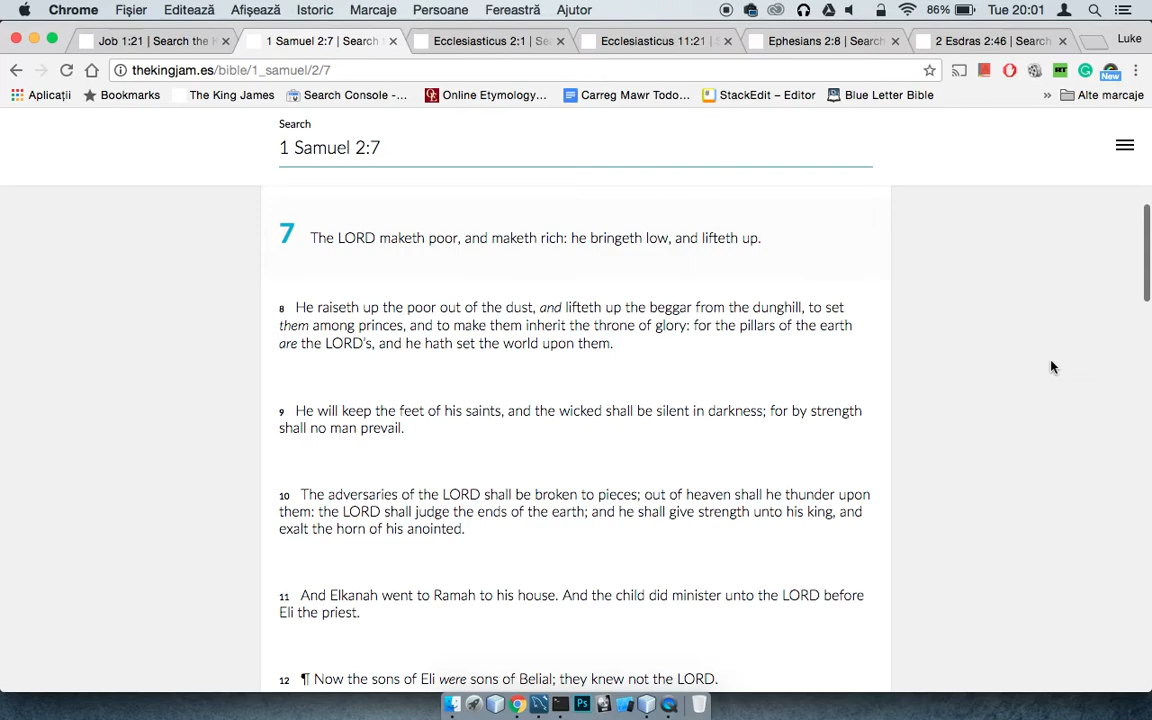 Chrome Fișier Editează Afișează Istoric Marcaje Persoane Fereastră Ajutor 86% Tue 20:01
Job 1:21 | Search the K 1 Samuel 2:7 | Search Ecclesiasticus 2:1 | Se Ecclesiasticus 11:21 | S Ephesians 2:8 | Search 2 Esdras 2:46 | Search Luke
thekingjam.es/bible/1_samuel/2/7
New
Aplicații Bookmarks The King James Search Console -... Online Etymology... Carreg Mawr Todo... StackEdit – Editor Blue Letter Bible » Alte marcaje
Search
1 Samuel 2:7
7 The LORD maketh poor, and maketh rich: he bringeth low, and lifteth up.
8 He raiseth up the poor out of the dust, and lifteth up the beggar from the dunghill, to set
them among princes, and to make them inherit the throne of glory: for the pillars of the earth
are the LORD’s, and he hath set the world upon them.
9 He will keep the feet of his saints, and the wicked shall be silent in darkness; for by strength
shall no man prevail.
10 The adversaries of the LORD shall be broken to pieces; out of heaven shall he thunder upon
them: the LORD shall judge the ends of the earth; and he shall give strength unto his king, and
exalt the horn of his anointed.
11 And Elkanah went to Ramah to his house. And the child did minister unto the LORD before
Eli the priest.
12 ¶ Now the sons of Eli were sons of Belial; they knew not the LORD.